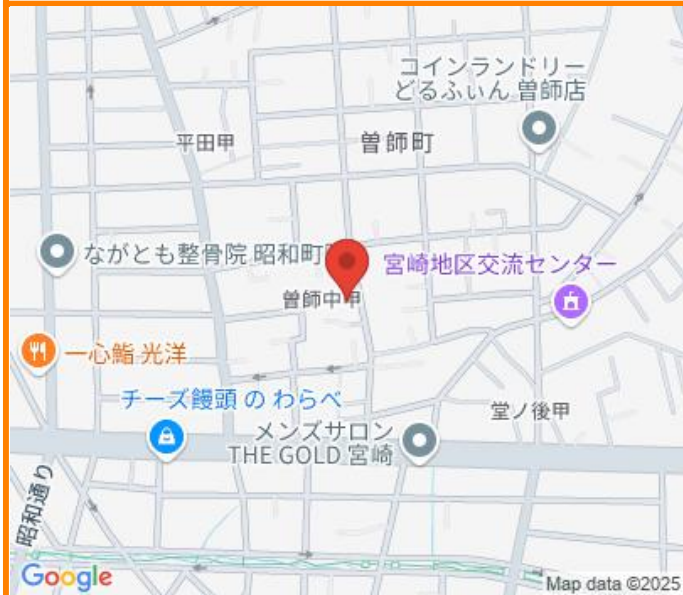 コインランドリー
どるふぃん 曽師店
平田甲
曽師町
ながとも整骨院 昭和町
宮崎地区交流センター
曽師中甲
一心鮨 光洋
チーズ饅頭 の わらべ
堂ノ後甲
メンズサロン
THE GOLD 宮崎
昭和通り
Google
Map data ©2025